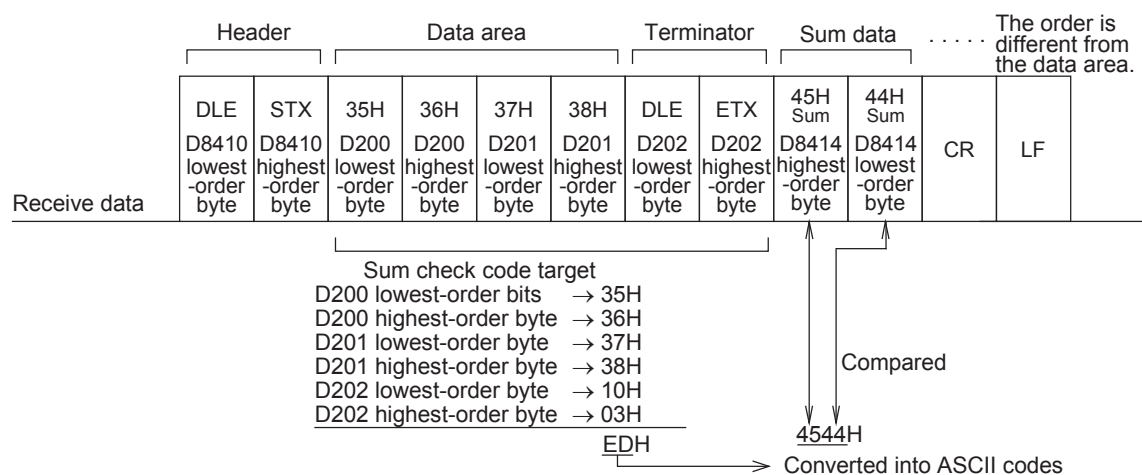 Header Data area Terminator Sum data . . . . . The order is
different from
the data area.
DLE STX 35H 36H 37H 38H DLE ETX 45H 44H
Sum Sum
D8410 D8410 D200 D200 D201 D201 D202 D202 D8414 D8414 CR LF
lowest highest lowest highest lowest highest lowest highest highest lowest
-order -order -order -order -order -order -order -order -order -order
byte byte byte byte byte byte byte byte byte byte
Receive data
Sum check code target
D200 lowest-order bits → 35H
D200 highest-order byte → 36H
D201 lowest-order byte → 37H
D201 highest-order byte → 38H
D202 lowest-order byte → 10H
D202 highest-order byte → 03H
Compared
EDH 4544H
Converted into ASCII codes